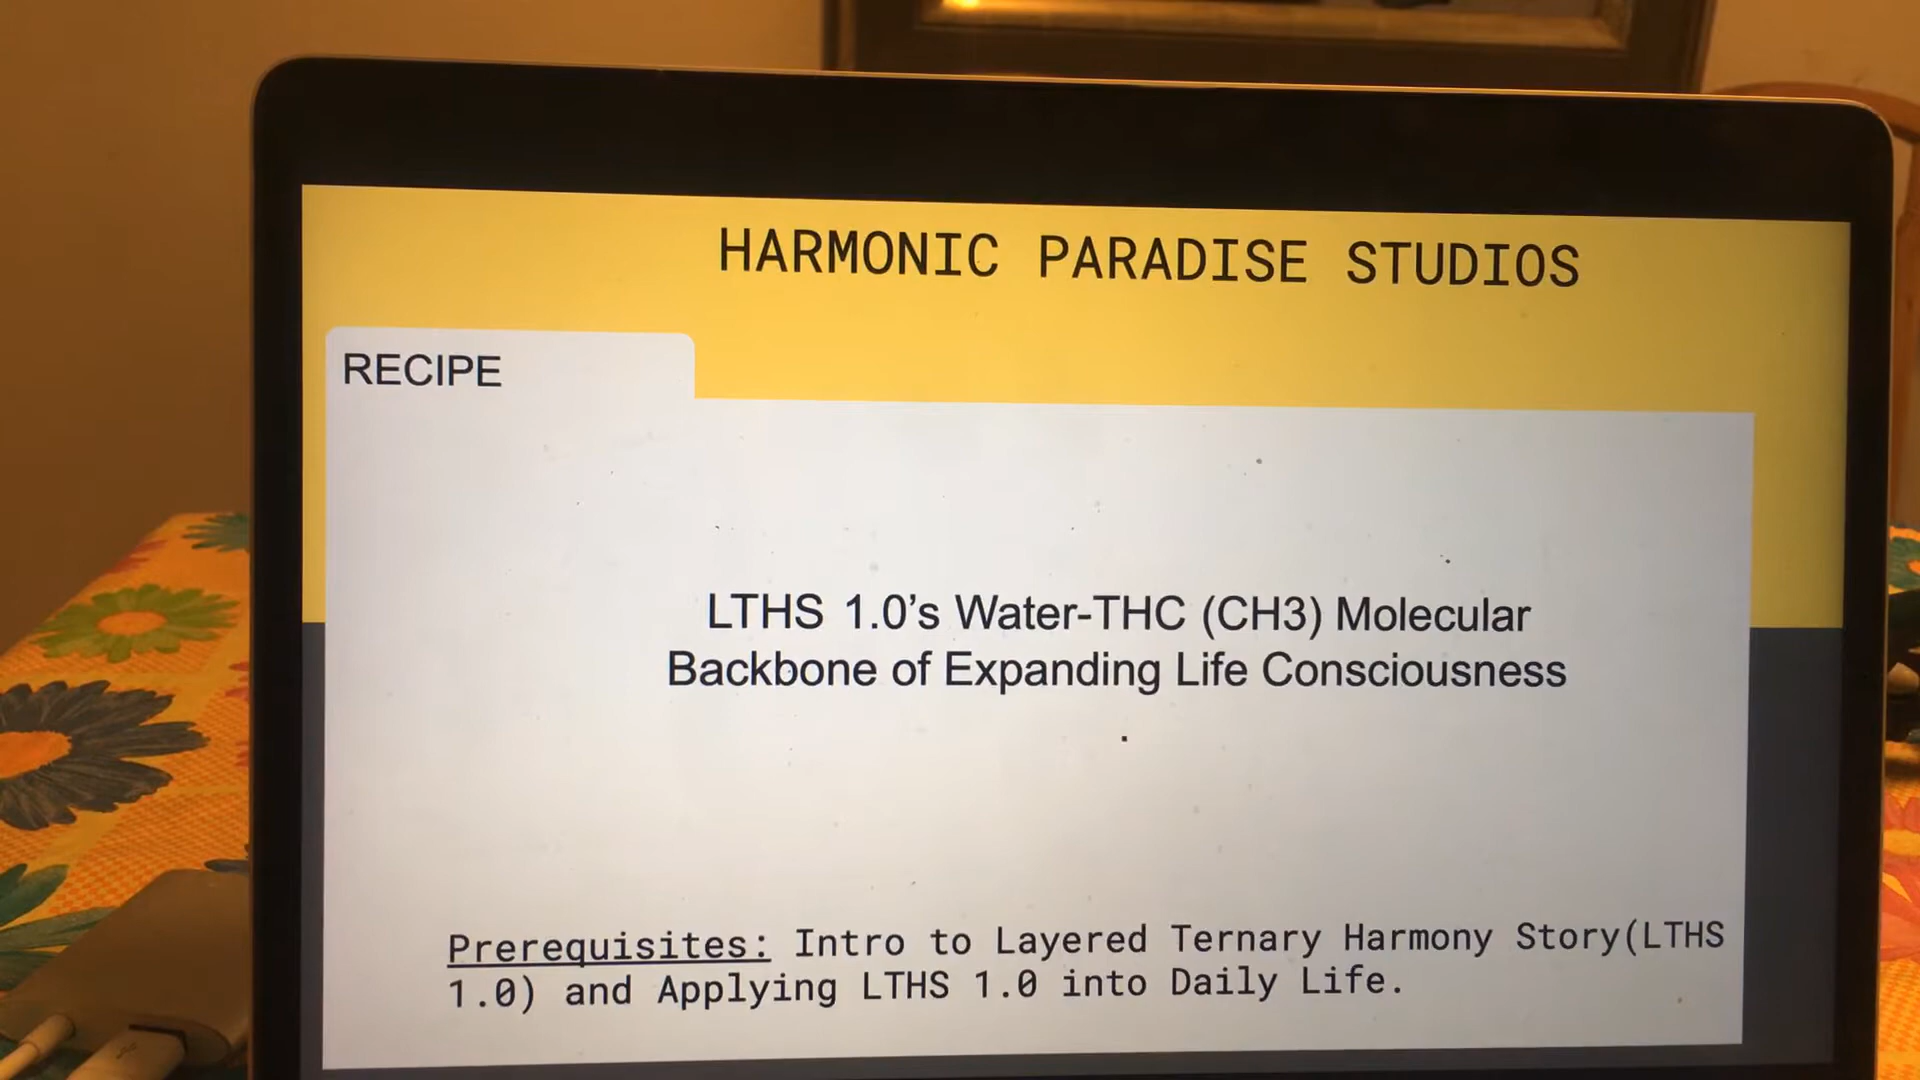 HARMONIC PARADISE STUDIOS
RECIPE
LTHS 1.0’s Water-THC (CH3) Molecular
Backbone of Expanding Life Consciousness
Prerequisites: Intro to Layered Ternary Harmony Story(LTHS
1.0) and Applying LTHS 1.0 into Daily Life.